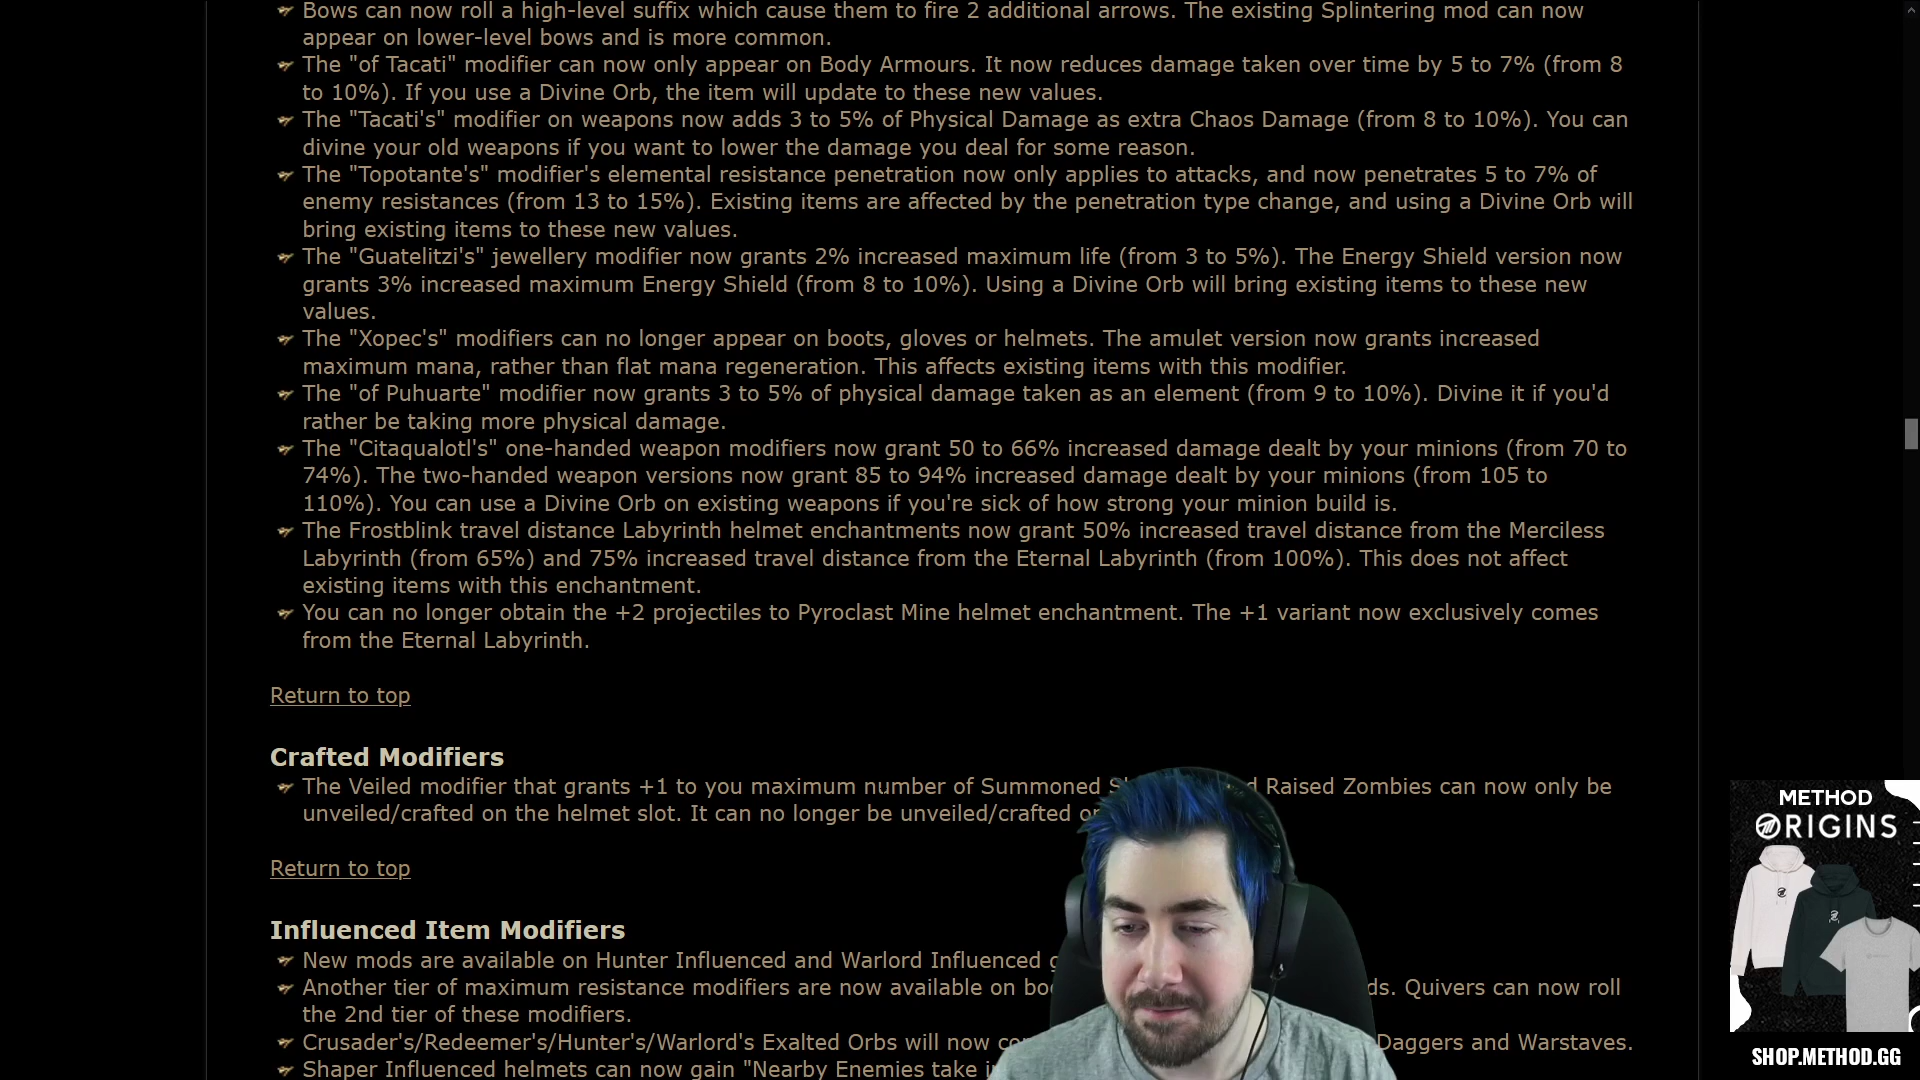 Bows can now roll a high-level suffix which cause them to fire 2 additional arrows. The existing Splintering mod can now
appear on lower-level bows and is more common.
The "of Tacati" modifier can now only appear on Body Armours. It now reduces damage taken over time by 5 to 7% (from 8
to 10%). If you use a Divine Orb, the item will update to these new values.
The "Tacati's" modifier on weapons now adds 3 to 5% of Physical Damage as extra Chaos Damage (from 8 to 10%). You can
divine your old weapons if you want to lower the damage you deal for some reason.
The "Topotante's" modifier's elemental resistance penetration now only applies to attacks, and now penetrates 5 to 7% of
enemy resistances (from 13 to 15%). Existing items are affected by the penetration type change, and using a Divine Orb will
bring existing items to these new values.
The "Guatelitzi's" jewellery modifier now grants 2% increased maximum life (from 3 to 5%). The Energy Shield version now
grants 3% increased maximum Energy Shield (from 8 to 10%). Using a Divine Orb will bring existing items to these new
values.
The "Xopec's" modifiers can no longer appear on boots, gloves or helmets. The amulet version now grants increased
maximum mana, rather than flat mana regeneration. This affects existing items with this modifier.
The "of Puhuarte" modifier now grants 3 to 5% of physical damage taken as an element (from 9 to 10%). Divine it if you'd
rather be taking more physical damage.
The "Citaqualotl's" one-handed weapon modifiers now grant 50 to 66% increased damage dealt by your minions (from 70 to
74%). The two-handed weapon versions now grant 85 to 94% increased damage dealt by your minions (from 105 to
110%). You can use a Divine Orb on existing weapons if you're sick of how strong your minion build is.
The Frostblink travel distance Labyrinth helmet enchantments now grant 50% increased travel distance from the Merciless
Labyrinth (from 65%) and 75% increased travel distance from the Eternal Labyrinth (from 100%). This does not affect
existing items with this enchantment.
You can no longer obtain the +2 projectiles to Pyroclast Mine helmet enchantment. The +1 variant now exclusively comes
from the Eternal Labyrinth.
Return to top
Crafted Modifiers
The Veiled modifier that grants +1 to you maximum number of Summoned Raised Zombies can now only be
unveiled/crafted on the helmet slot. It can no longer be unveiled/crafted
Return to top
Influenced Item Modifiers
New mods are available on Hunter Influenced and Warlord Influenced
Another tier of maximum resistance modifiers are now available on Quivers can now roll
the 2nd tier of these modifiers.
Crusader's/Redeemer's/Hunter's/Warlord's Exalted Orbs will now Daggers and Warstaves.
Shaper Influenced helmets can now gain "Nearby Enemies take
METHOD
ORIGINS
SHOP.METHOD.GG